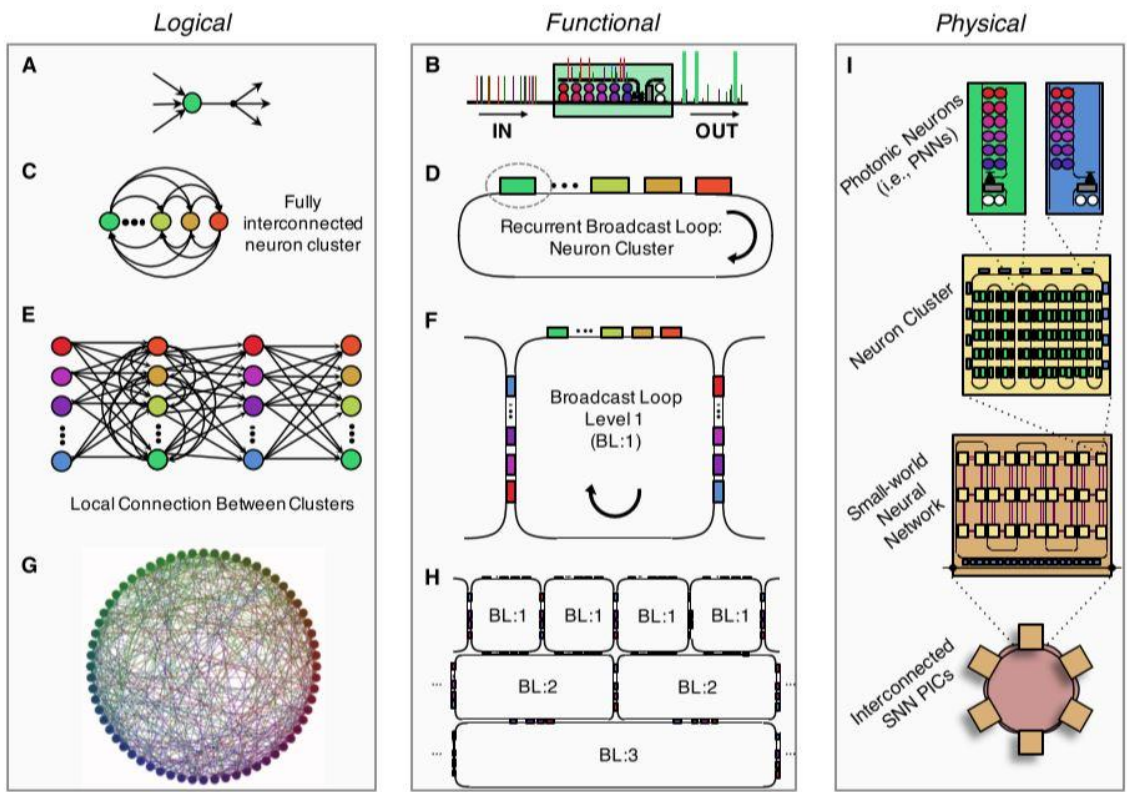 Logical
Functional
Physical
A
C
Fully
interconnected
neuron cluster
E
Local Connection Between Clusters
G
B
IN
OUT
D
Recurrent Broadcast Loop:
Neuron Cluster
F
Broadcast Loop
Level 1
(BL:1)
H
BL:1
BL:1
BL:1
BL:1
BL:2
BL:2
BL:3
I
Photonic Neurons
(i.e., PNNs)
Neuron Cluster
Small-world
Neural
Network
Interconnected
SNN PICs